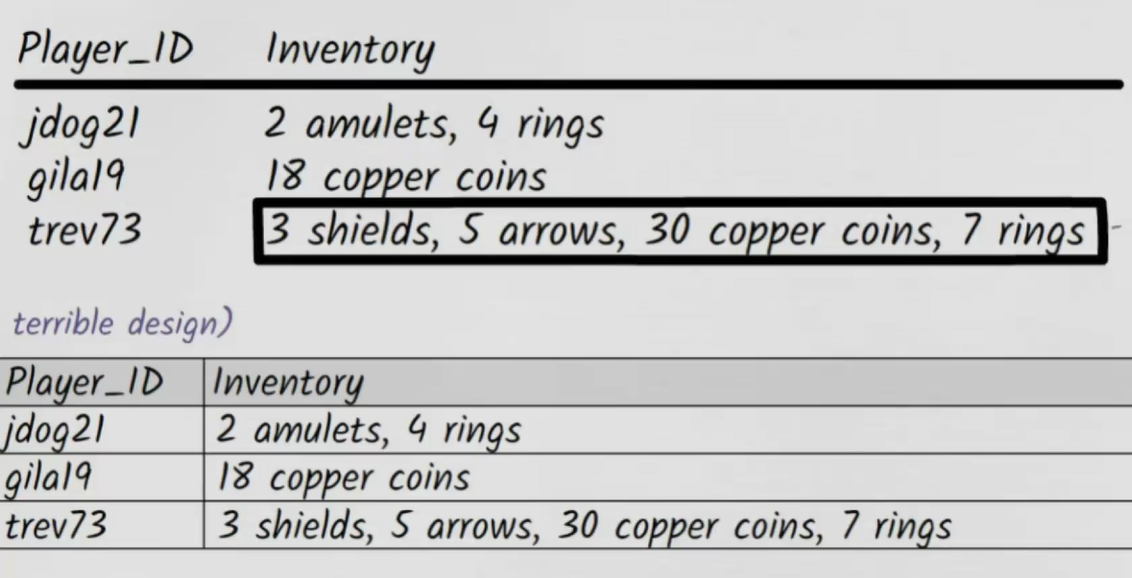 Player_ID Inventory
jdog21 2 amulets, 4 rings
gila19 18 copper coins
trev73 3 shields, 5 arrows, 30 copper coins, 7 rings
terrible design)
Player_ID Inventory
jdog21 2 amulets, 4 rings
gila19 18 copper coins
trev73 3 shields, 5 arrows, 30 copper coins, 7 rings